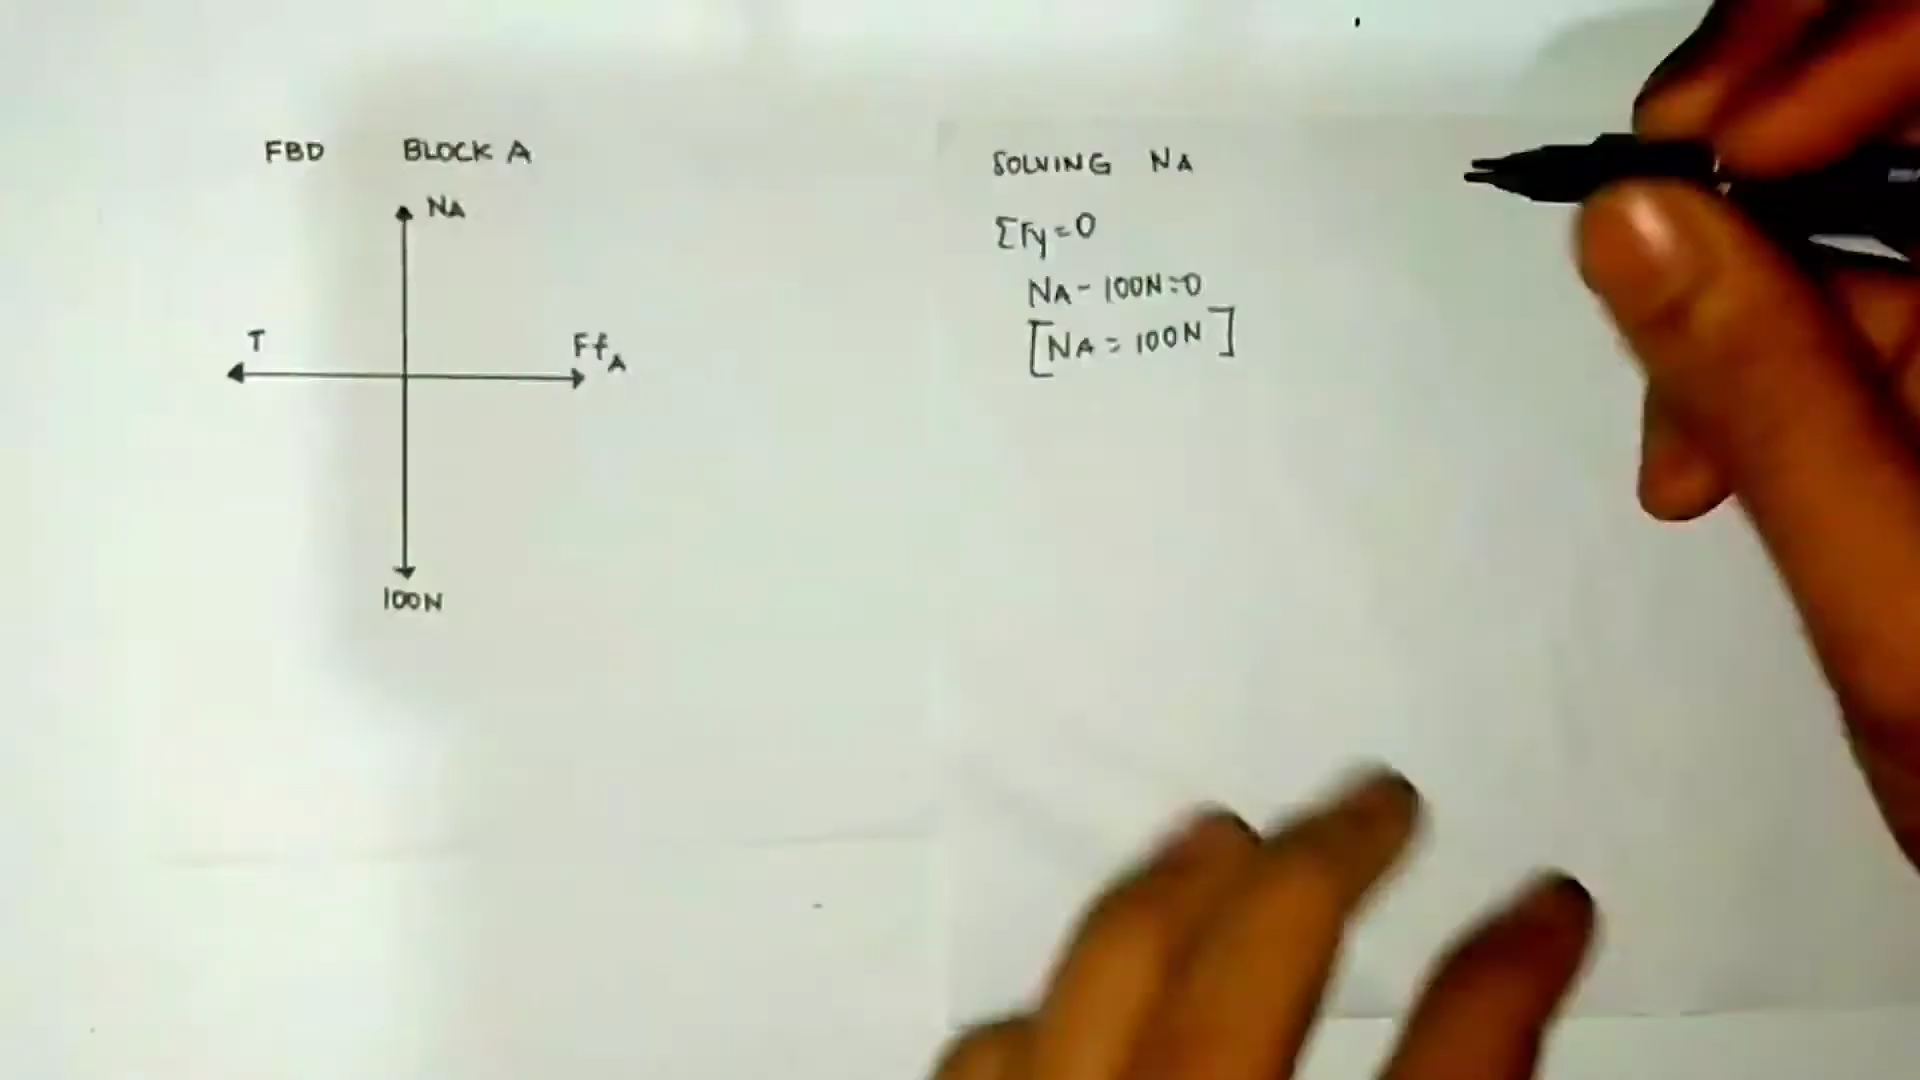 FBD BLOCK A
NA
T
FfA
100N
SOLVING NA
ΣFy=0
NA - 100N=0
[NA = 100N]